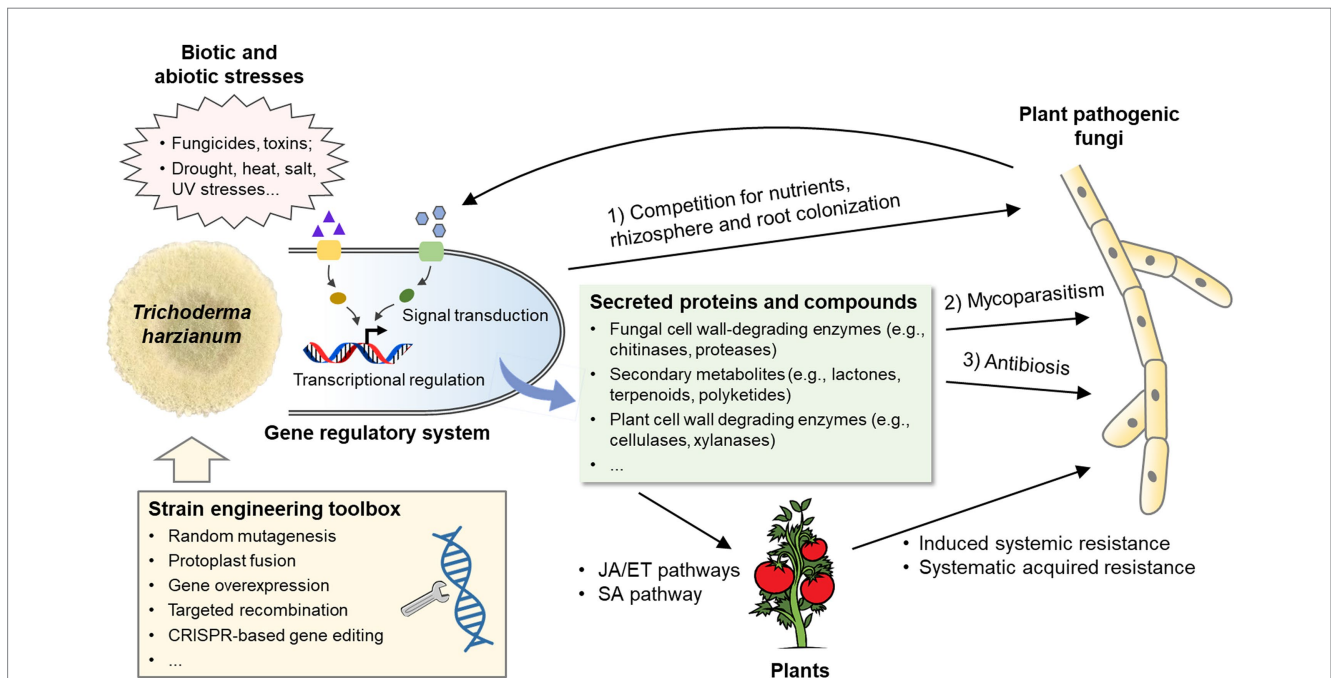 Biotic and
abiotic stresses
• Fungicides, toxins;
• Drought, heat, salt,
UV stresses...
Plant pathogenic
fungi
1) Competition for nutrients,
rhizosphere and root colonization
Trichoderma
harzianum
Signal transduction
Transcriptional regulation
Gene regulatory system
Secreted proteins and compounds
• Fungal cell wall-degrading enzymes (e.g.,
chitinases, proteases)
• Secondary metabolites (e.g., lactones,
terpenoids, polyketides)
• Plant cell wall degrading enzymes (e.g.,
cellulases, xylanases)
• ...
2) Mycoparasitism
3) Antibiosis
Strain engineering toolbox
• Random mutagenesis
• Protoplast fusion
• Gene overexpression
• Targeted recombination
• CRISPR-based gene editing
• ...
• JA/ET pathways
• SA pathway
Plants
• Induced systemic resistance
• Systematic acquired resistance